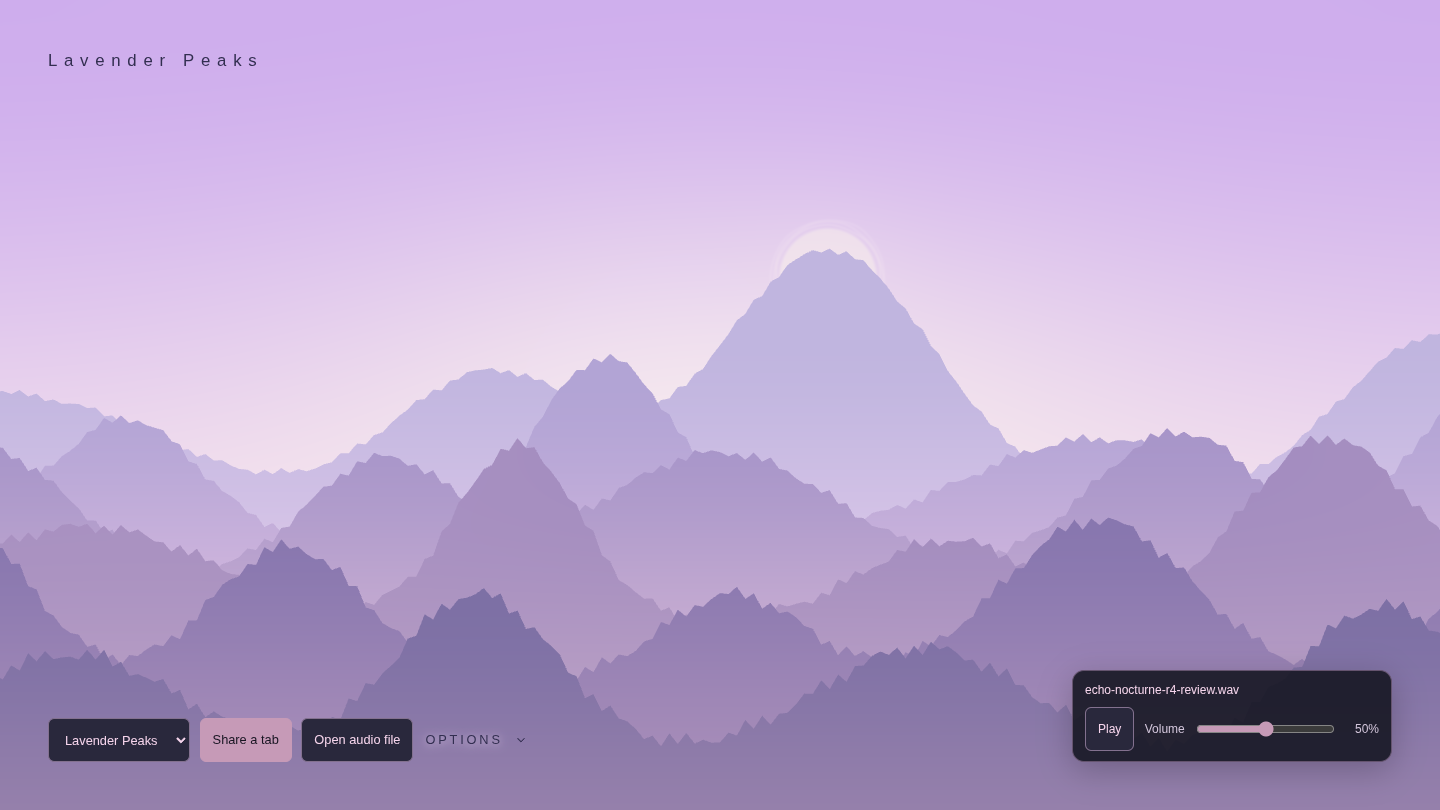 Lavender Peaks
echo-nocturne-r4-review.wav
Play Volume 50%
Lavender Peaks Share a tab Open audio file OPTIONS